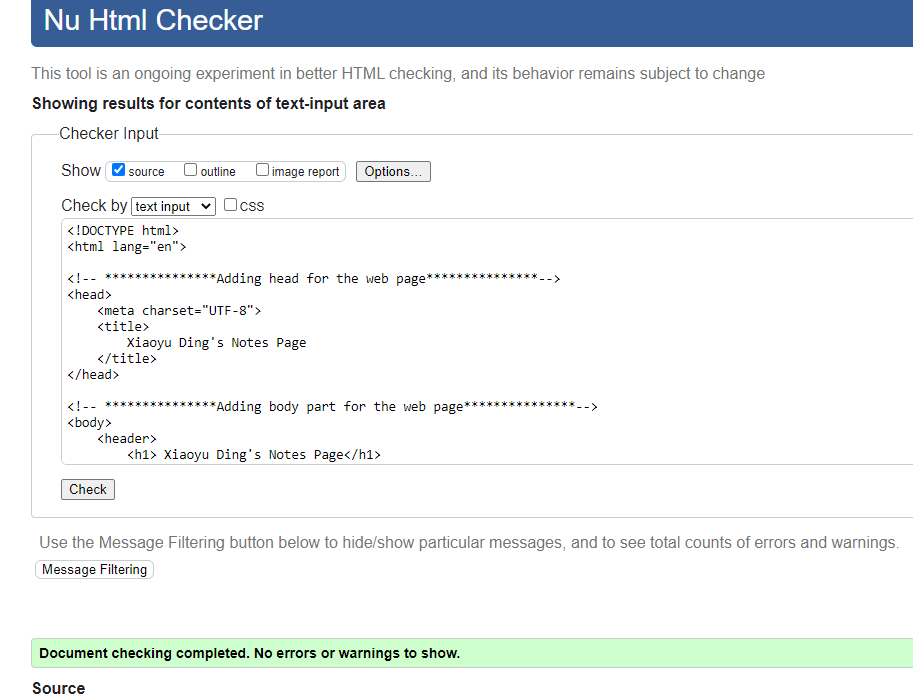 Nu Html Checker
This tool is an ongoing experiment in better HTML checking, and its behavior remains subject to change
Showing results for contents of text-input area
Checker Input
Show source outline image report Options...
Check by text input CSS
<!DOCTYPE html>
<html lang="en">
<!-- ***************Adding head for the web page***************-->
<head>
<meta charset="UTF-8">
<title>
Xiaoyu Ding's Notes Page
</title>
</head>
<!-- ***************Adding body part for the web page***************-->
<body>
<header>
<h1> Xiaoyu Ding's Notes Page</h1>
Check
Use the Message Filtering button below to hide/show particular messages, and to see total counts of errors and warnings.
Message Filtering
Document checking completed. No errors or warnings to show.
Source